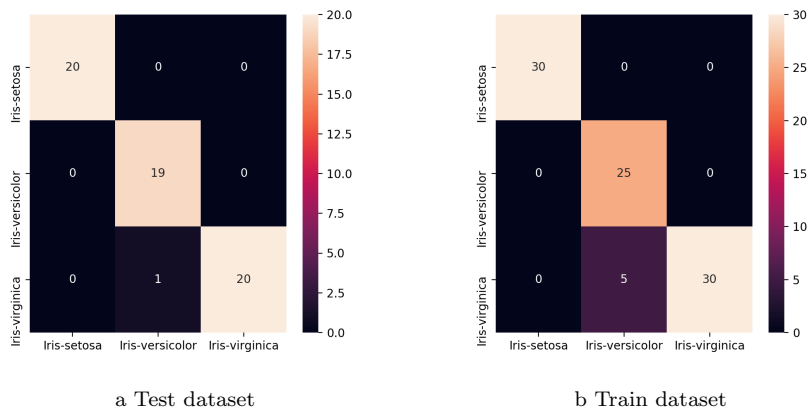 Iris-setosa
20 0 0
Iris-versicolor
0 19 0
Iris-virginica
0 1 20
Iris-setosa Iris-versicolor Iris-virginica
20.0
17.5
15.0
12.5
10.0
7.5
5.0
2.5
0.0
a Test dataset
Iris-setosa
30 0 0
Iris-versicolor
0 25 0
Iris-virginica
0 5 30
Iris-setosa Iris-versicolor Iris-virginica
30
25
20
15
10
5
0
b Train dataset